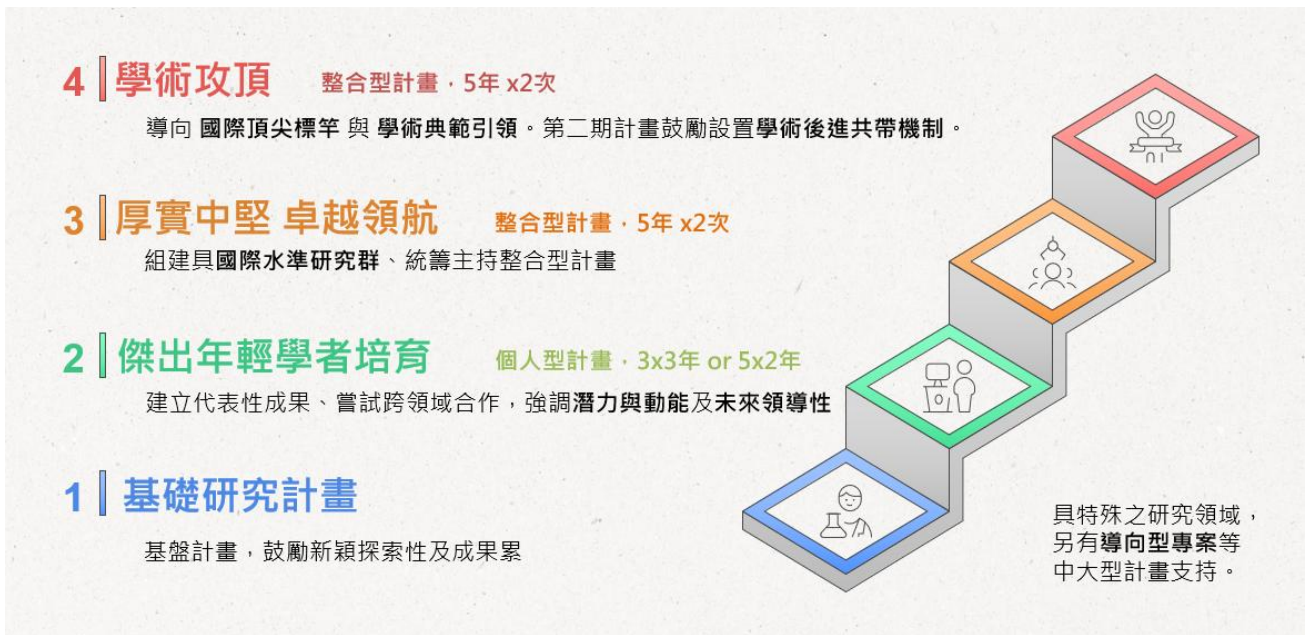 4 學術攻頂 整合型計畫．5年 x2次
導向 國際頂尖標竿 與 學術典範引領。第二期計畫鼓勵設置學術後進共帶機制。
3 厚實中堅 卓越領航 整合型計畫．5年 x2次
組建具國際水準研究群、統籌主持整合型計畫
2 傑出年輕學者培育 個人型計畫．3x3年 or 5x2年
建立代表性成果、嘗試跨領域合作，強調潛力與動能及未來領導性
1 基礎研究計畫
基盤計畫，鼓勵新穎探索性及成果累
具特殊之研究領域，
另有導向型專案等
中大型計畫支持。